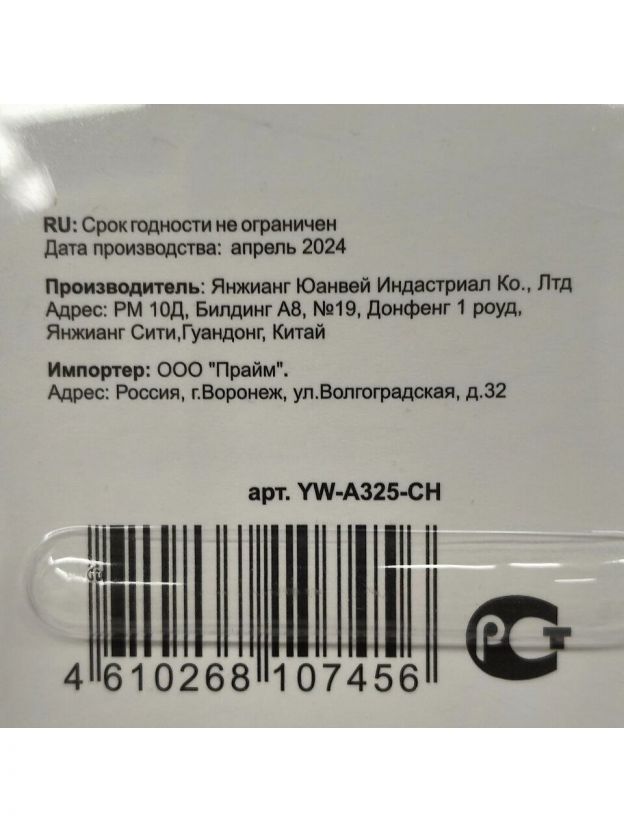 RU: Срок годности не ограничен
Дата производства: апрель 2024
Производитель: Янжианг Юанвей Индастриал Ко., Лтд
Адрес: РМ 10Д, Билдинг А8, №19, Донфенг 1 роуд,
Янжианг Сити,Гуандонг, Китай
Импортер: ООО "Прайм".
Адрес: Россия, г.Воронеж, ул.Волгоградская, д.32
арт. YW-A325-CH
4 610268 107456
РСТ